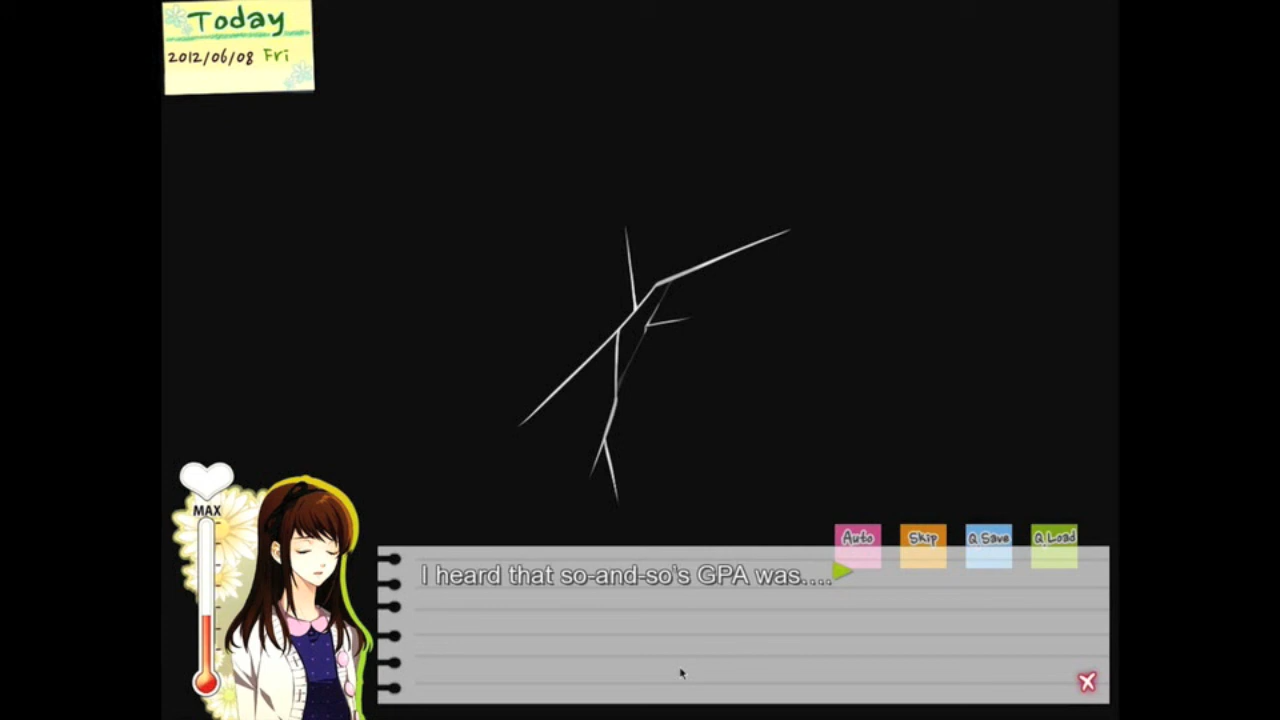 Today
2012/06/08 Fri
MAX
Auto
Skip
Q.Save
Q.Load
I heard that so-and-so's GPA was....